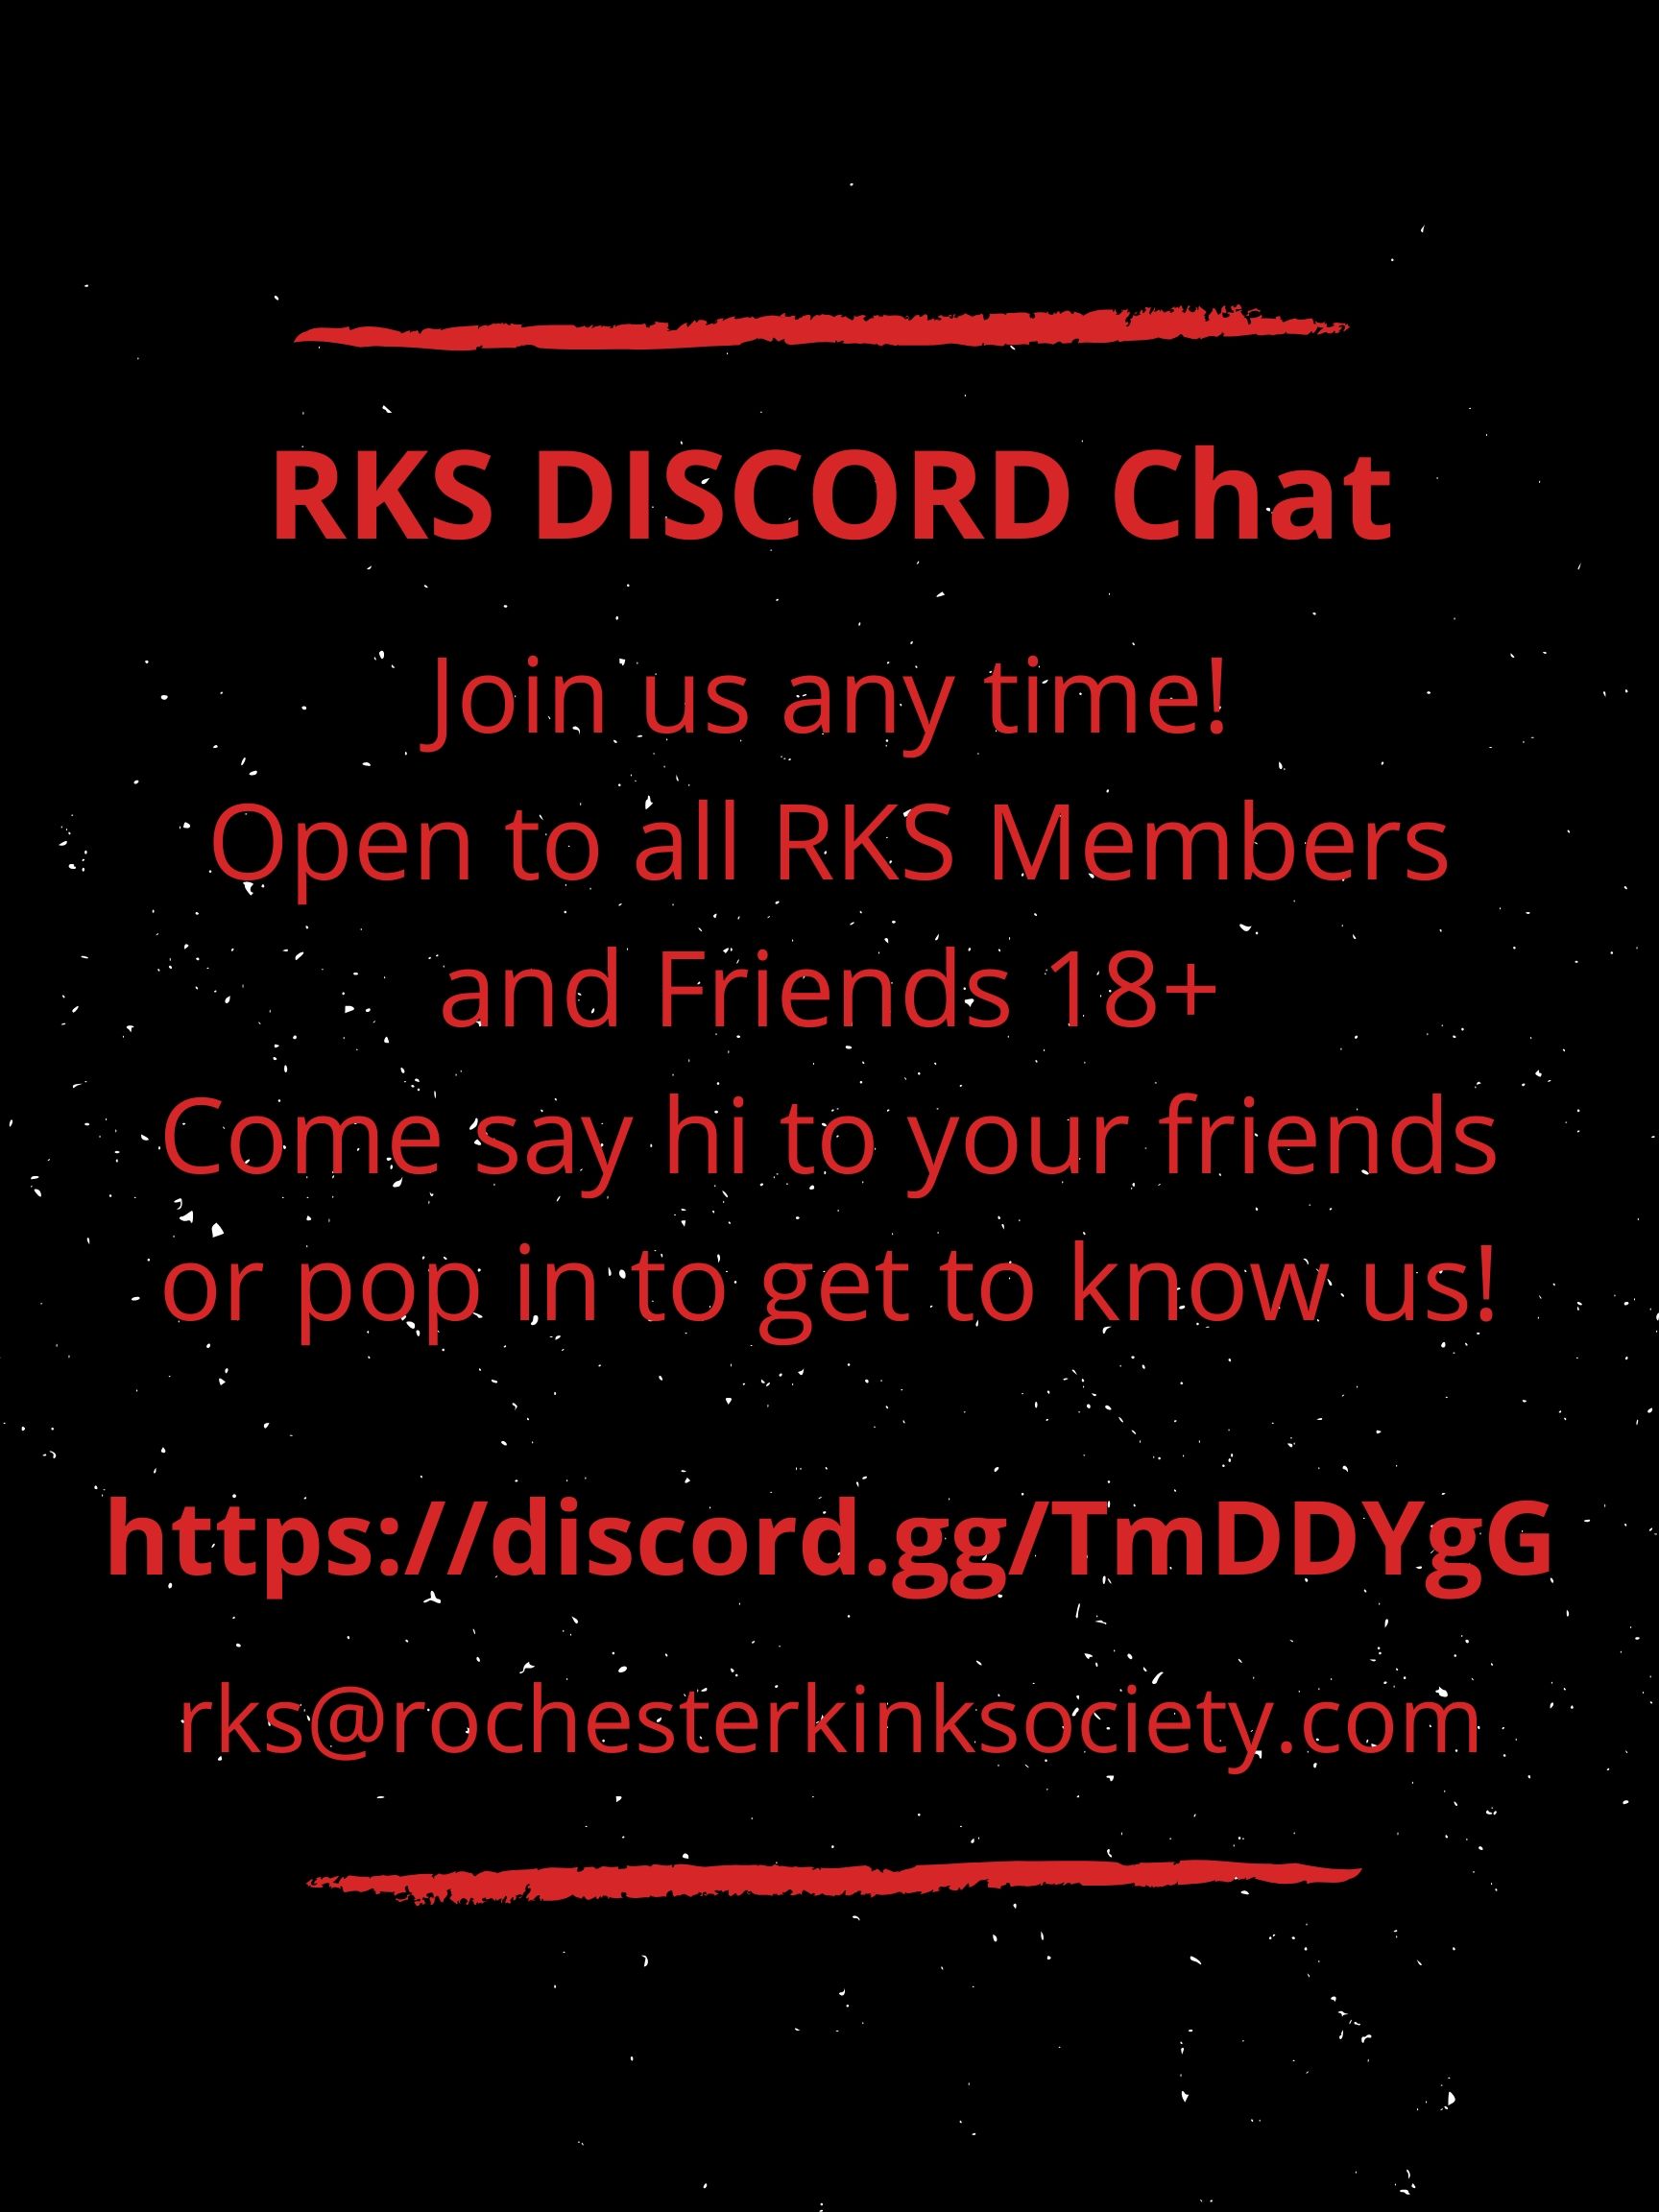 RKS DISCORD Chat
Join us any time!
Open to all RKS Members
and Friends 18+
Come say hi to your friends
or pop in to get to know us!
https://discord.gg/TmDDYgG
rks@rochesterkinksociety.com